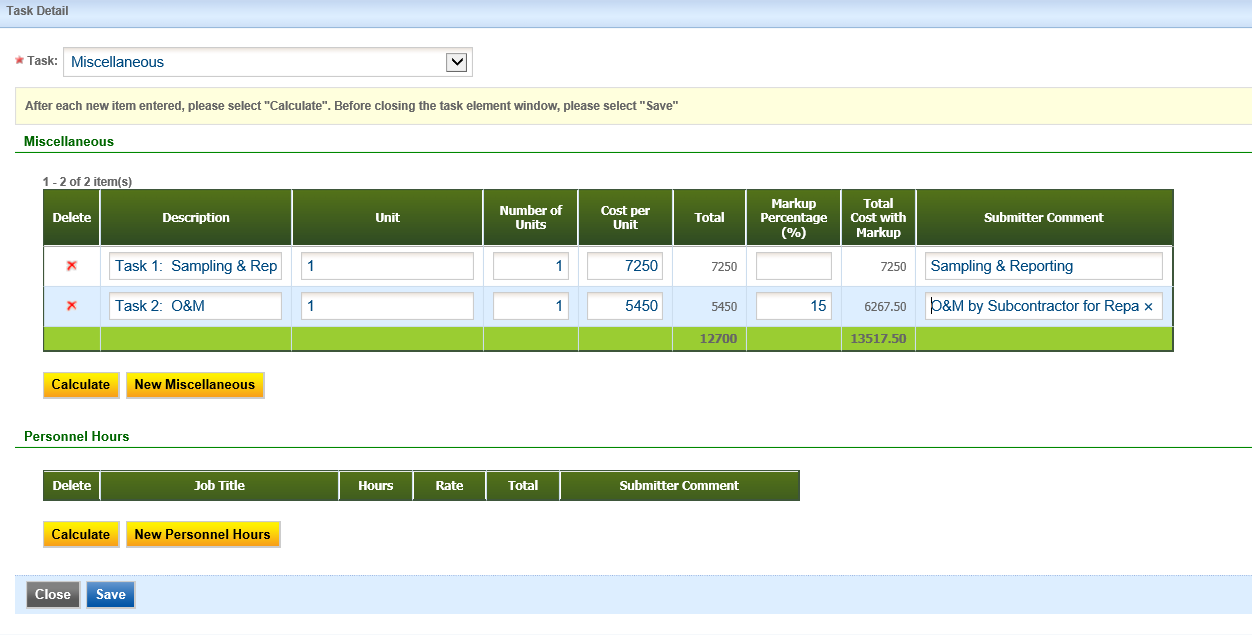 Task Detail
* Task: Miscellaneous
After each new item entered, please select "Calculate". Before closing the task element window, please select "Save"
Miscellaneous
1 - 2 of 2 item(s)
Delete Description Unit Number of Units Cost per Unit Total Markup Percentage (%) Total Cost with Markup Submitter Comment
Task 1: Sampling & Rep 1 1 7250 7250 7250 Sampling & Reporting
Task 2: O&M 1 1 5450 5450 15 6267.50 O&M by Subcontractor for Repa ×
12700 13517.50
Calculate New Miscellaneous
Personnel Hours
Delete Job Title Hours Rate Total Submitter Comment
Calculate New Personnel Hours
Close Save